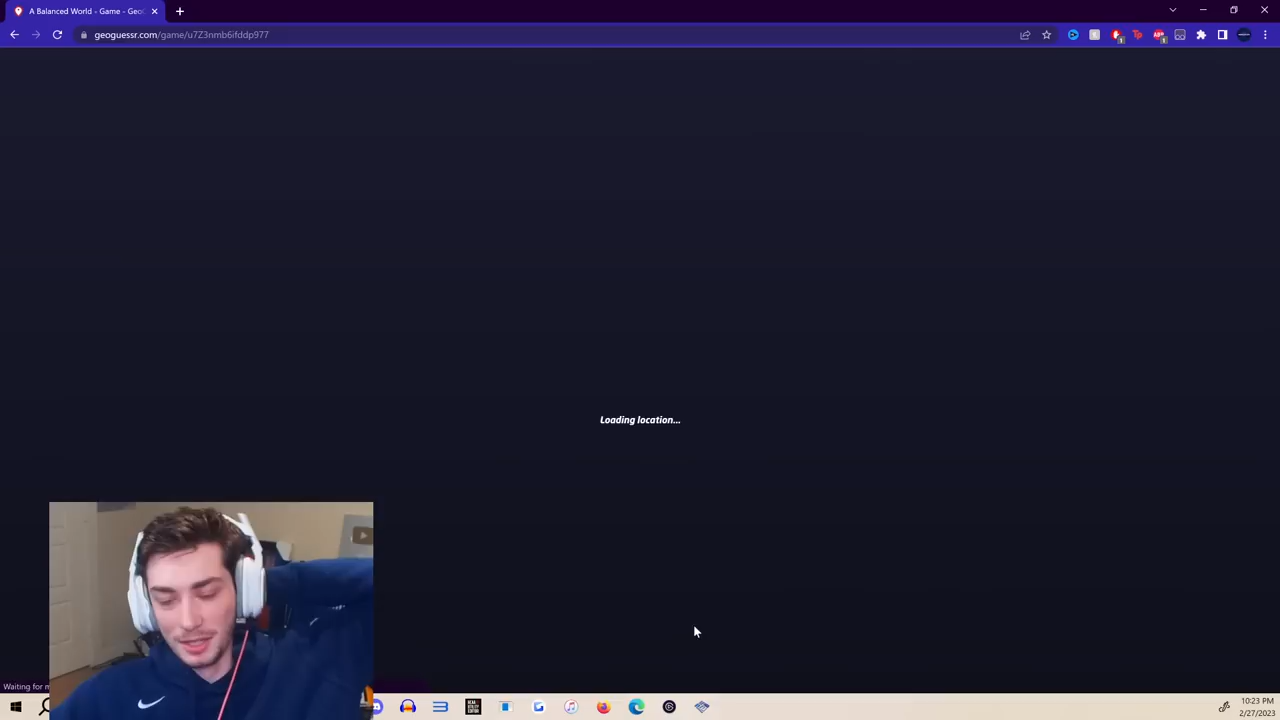 A Balanced World - Game - Geo
geoguessr.com/game/u7Z3nmb6ifddp977
Loading location...
Waiting for
10:23 PM
2/27/2023